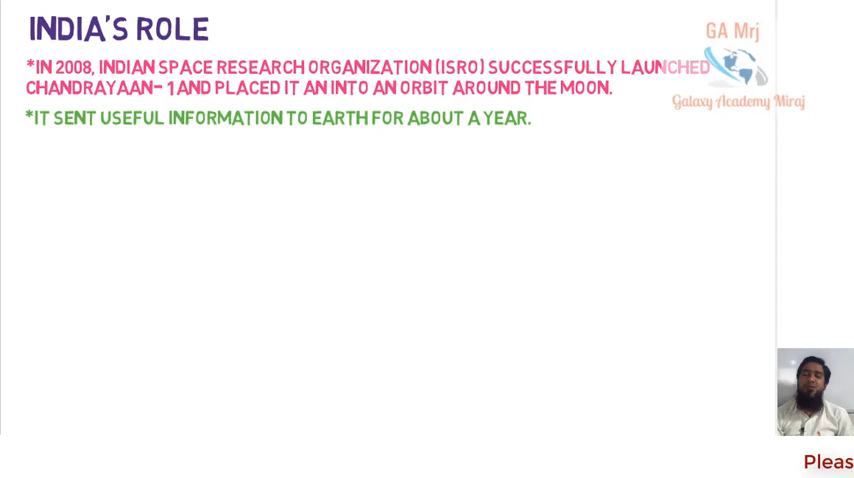 INDIA'S ROLE
GA Mrj
*IN 2008, INDIAN SPACE RESEARCH ORGANIZATION (ISRO) SUCCESSFULLY LAUNCHED
CHANDRAYAAN- 1 AND PLACED IT AN INTO AN ORBIT AROUND THE MOON.
Galaxy Academy Miraj
*IT SENT USEFUL INFORMATION TO EARTH FOR ABOUT A YEAR.
Pleas